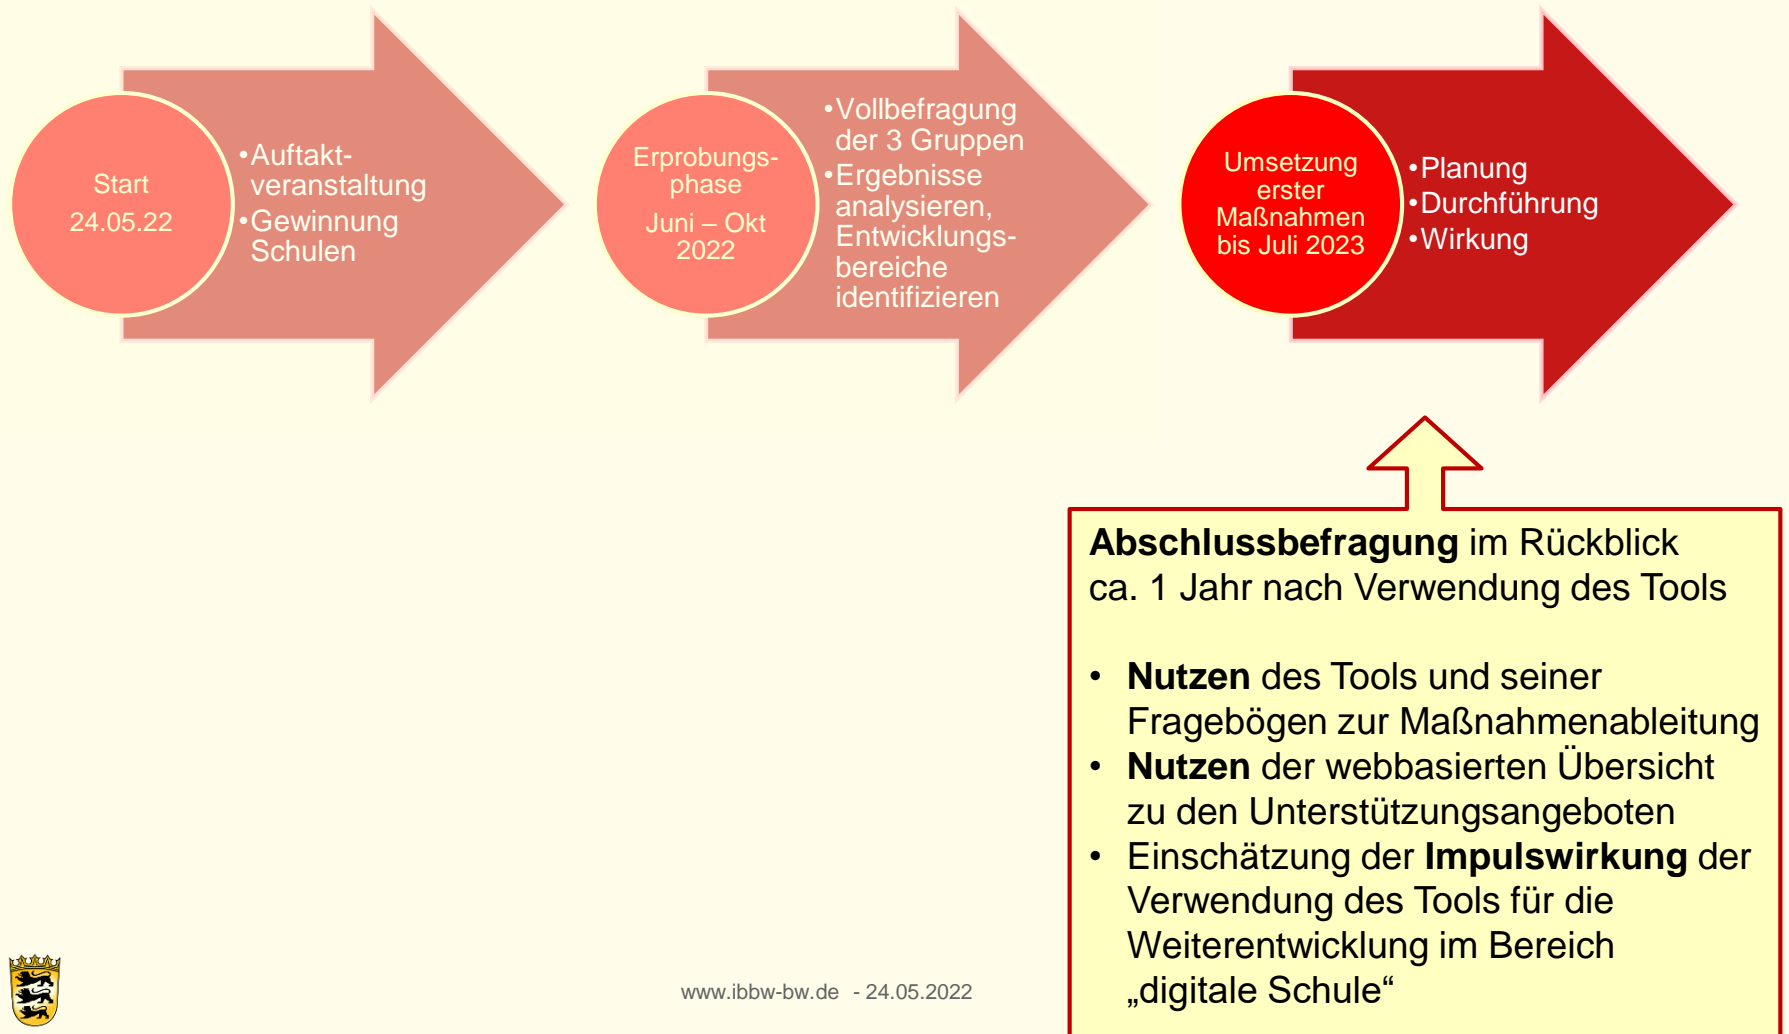 Start
24.05.22
•Auftakt-
veranstaltung
•Gewinnung
Schulen
Erprobungs-
phase
Juni – Okt
2022
•Vollbefragung
der 3 Gruppen
•Ergebnisse
analysieren,
Entwicklungs-
bereiche
identifizieren
Umsetzung
erster
Maßnahmen
bis Juli 2023
•Planung
•Durchführung
•Wirkung
Abschlussbefragung im Rückblick
ca. 1 Jahr nach Verwendung des Tools
• Nutzen des Tools und seiner
Fragebögen zur Maßnahmenableitung
• Nutzen der webbasierten Übersicht
zu den Unterstützungsangeboten
• Einschätzung der Impulswirkung der
Verwendung des Tools für die
Weiterentwicklung im Bereich
„digitale Schule“
www.ibbw-bw.de - 24.05.2022